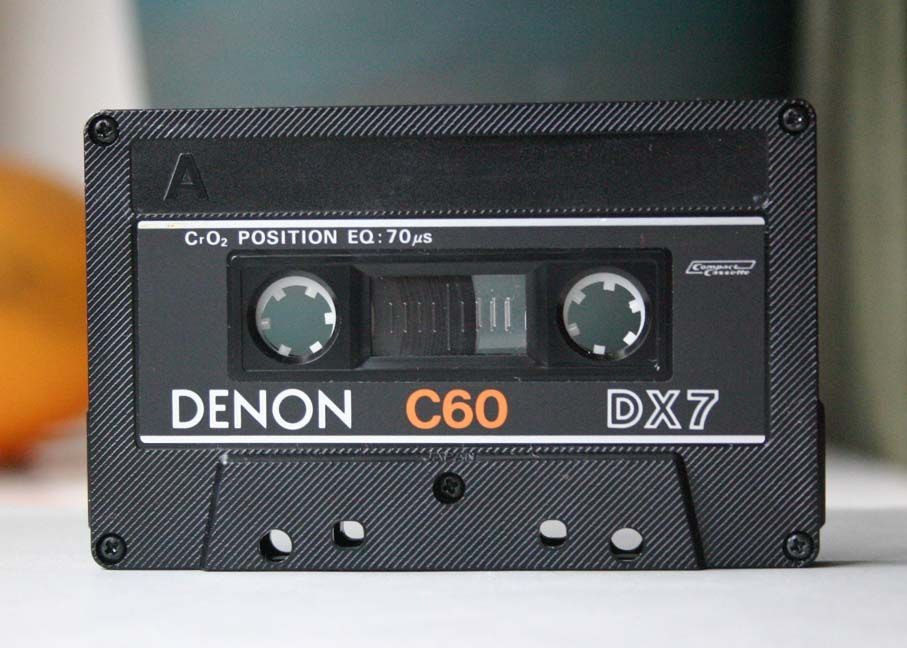 A
CrO₂ POSITION EQ: 70μs
Compact
Cassette
DENON C60 DX7
JAPAN